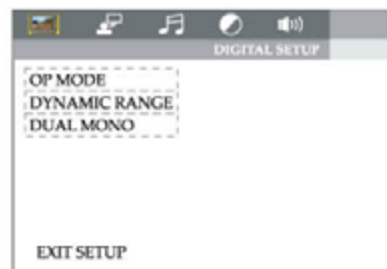 DIGITAL SETUP
OP MODE
DYNAMIC RANGE
DUAL MONO
EXIT SETUP